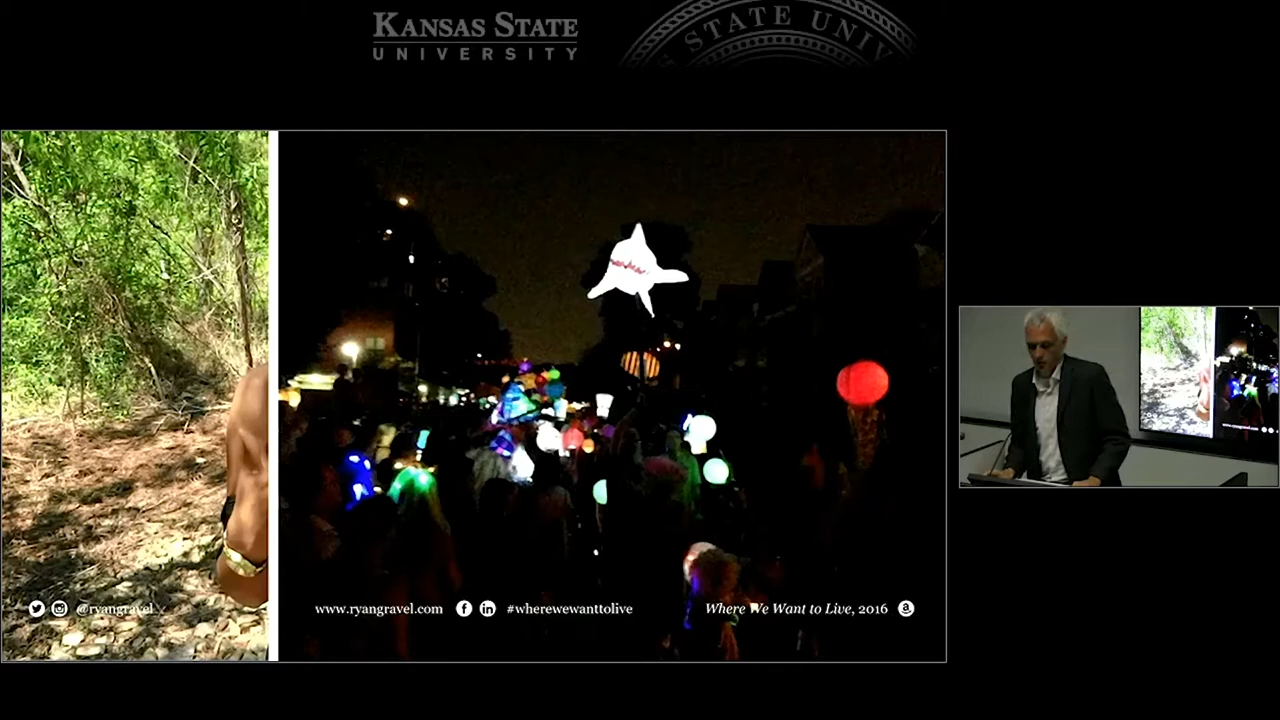 KANSAS STATE
UNIVERSITY
STATE UNIV
@ryangravel
www.ryangravel.com
#wherewewanttolive
Where We Want to Live, 2016